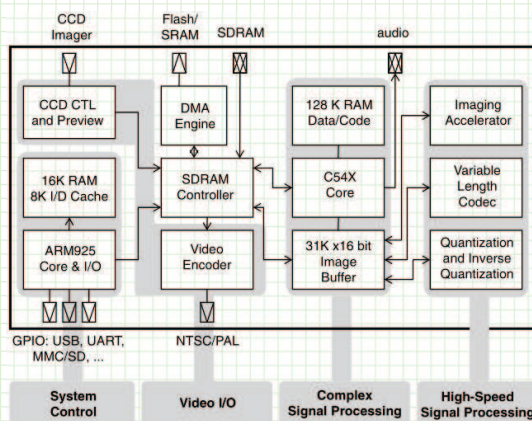 CCD
Imager
Flash/
SRAM
SDRAM
audio
CCD CTL
and Preview
DMA
Engine
128 K RAM
Data/Code
Imaging
Accelerator
16K RAM
8K I/D Cache
SDRAM
Controller
C54X
Core
Variable
Length
Codec
ARM925
Core & I/O
Video
Encoder
31K x16 bit
Image
Buffer
Quantization
and Inverse
Quantization
GPIO: USB, UART,
MMC/SD, ...
NTSC/PAL
System
Control
Video I/O
Complex
Signal Processing
High-Speed
Signal Processing